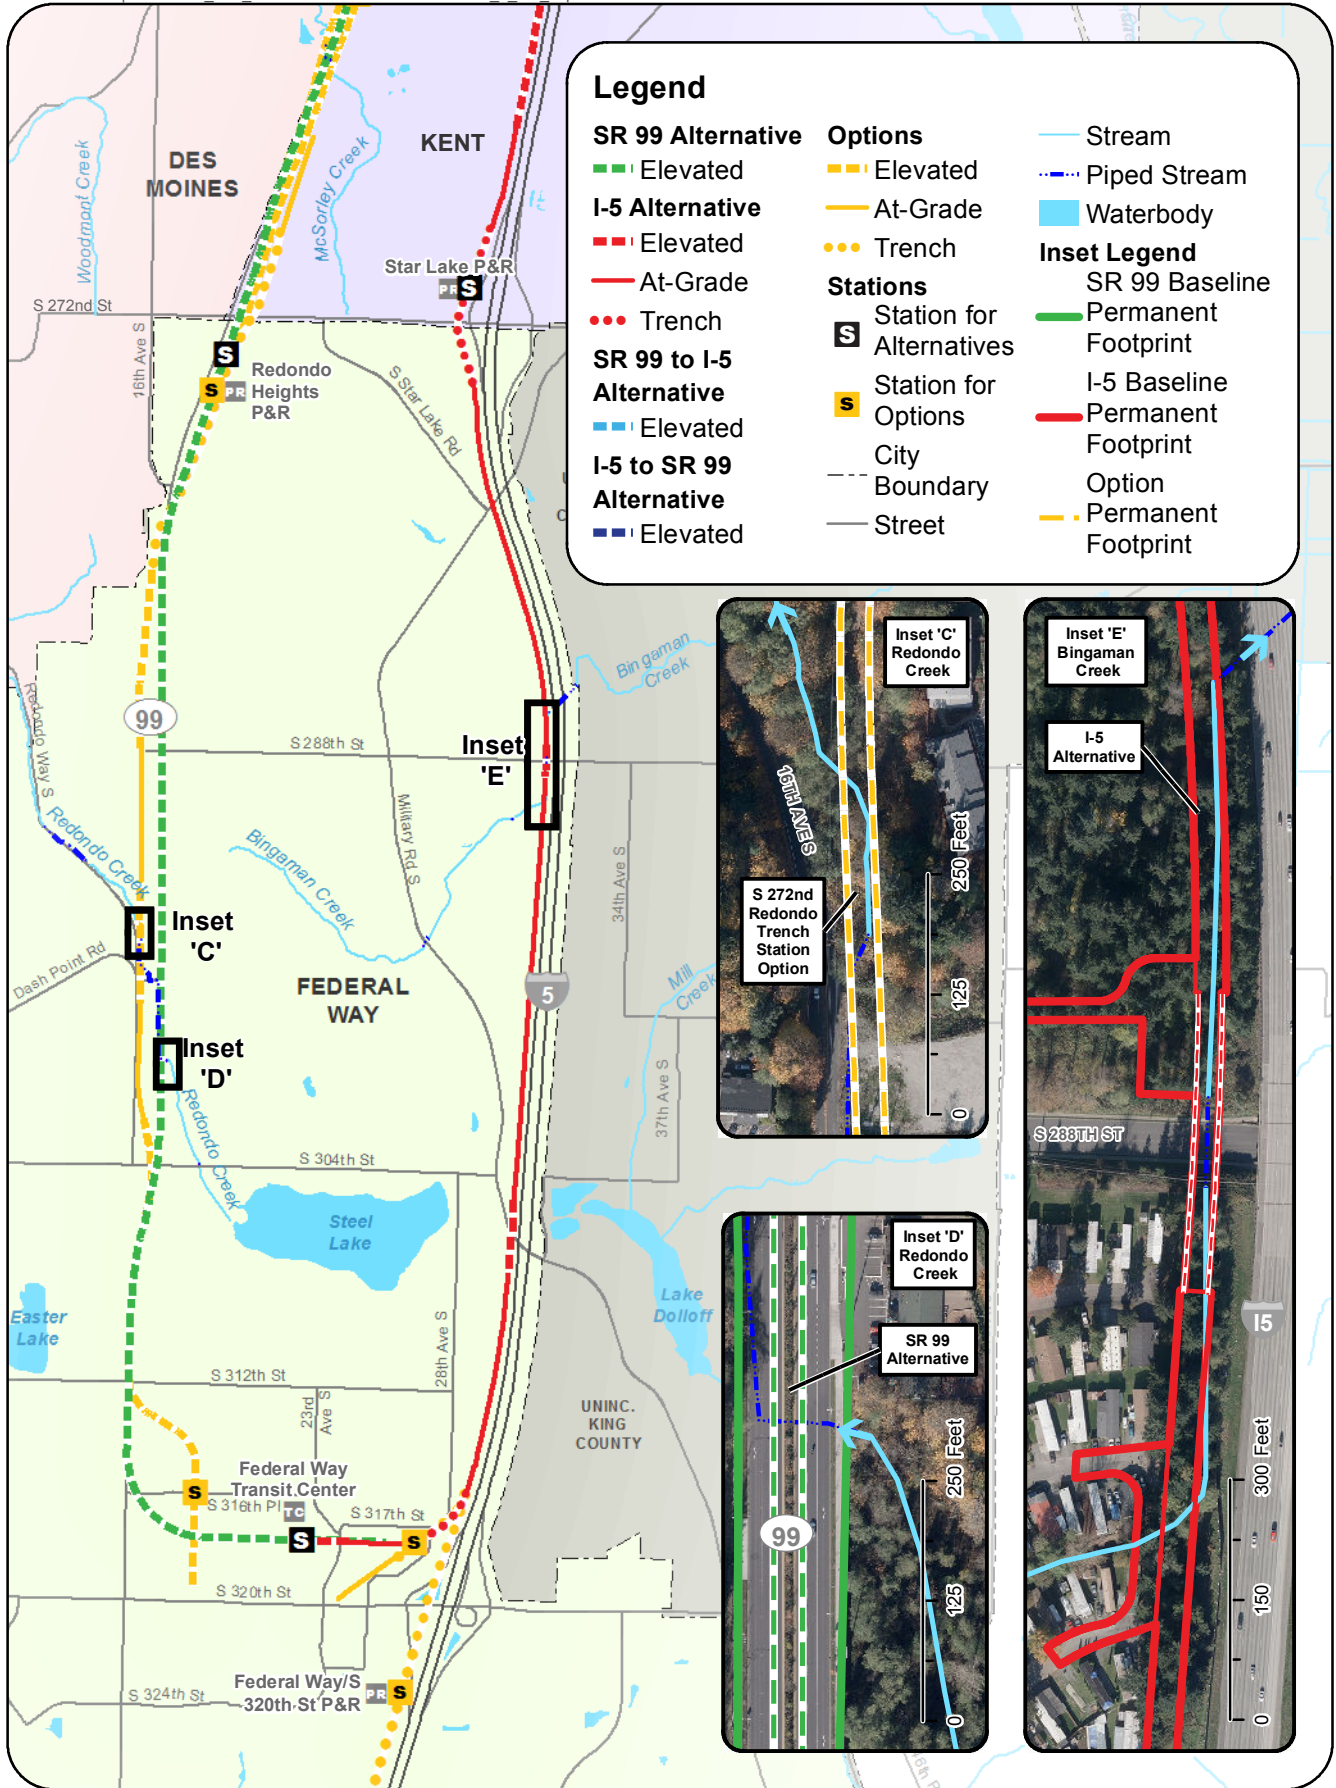 Legend
SR 99 Alternative
Elevated
I-5 Alternative
Elevated
At-Grade
Trench
SR 99 to I-5
Alternative
Elevated
I-5 to SR 99
Alternative
Elevated
Options
Elevated
At-Grade
Trench
Stations
S
Station for
Alternatives
S
Station for
Options
City
Boundary
Street
Stream
Piped Stream
Waterbody
Inset Legend
SR 99 Baseline
Permanent
Footprint
I-5 Baseline
Permanent
Footprint
Option
Permanent
Footprint
DES
MOINES
KENT
Woodmont Creek
McSorley Creek
Star Lake P&R
PR S
S 272nd St
16th Ave S
S
S PR
Redondo
Heights
P&R
S Star Lake Rd
Bingaman
Creek
Redondo Way S
99
S 288th St
Inset
'E'
Military Rd S
Redondo Creek
Bingaman Creek
34th Ave S
Inset
'C'
Dash Point Rd
FEDERAL
WAY
5
Mill
Creek
Inset
'D'
Redondo Creek
37th Ave S
S 304th St
Steel
Lake
Easter
Lake
Lake
Dolloff
28th Ave S
S 312th St
23rd
Ave S
UNINC.
KING
COUNTY
Federal Way
Transit Center
S
S 316th Pl
TC
S 317th St
S
S
S 320th St
Federal Way/S
320th St P&R
PR S
S 324th St
Inset 'C'
Redondo
Creek
16TH AVE S
S 272nd
Redondo
Trench
Station
Option
250 Feet
125
0
Inset 'D'
Redondo
Creek
SR 99
Alternative
99
250 Feet
125
0
Inset 'E'
Bingaman
Creek
I-5
Alternative
S 288TH ST
I5
300 Feet
150
0